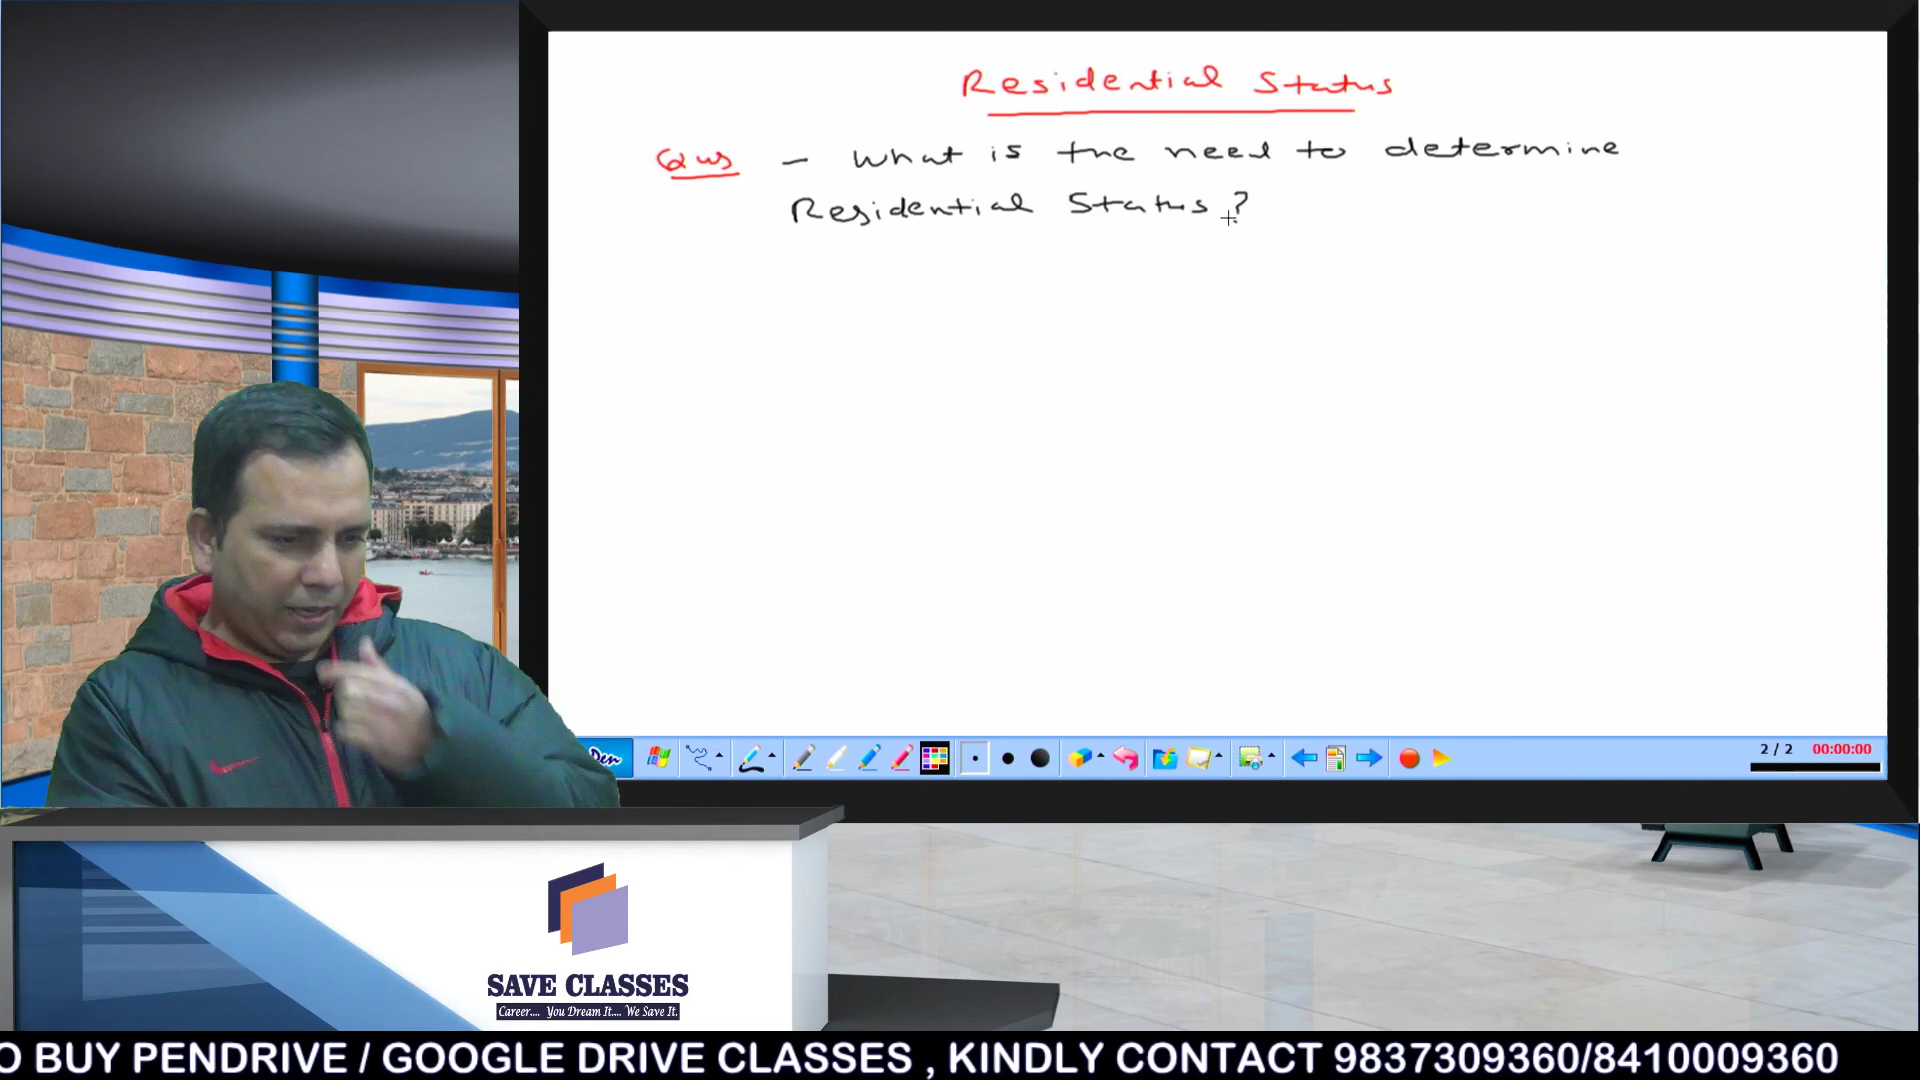 Residential Status
Qus - What is the need to determine
Residential Status ?
Pen
2 / 2 00:00:00
SAVE CLASSES
Career.... You Dream It.... We Save It.
O BUY PENDRIVE / GOOGLE DRIVE CLASSES , KINDLY CONTACT 9837309360/8410009360